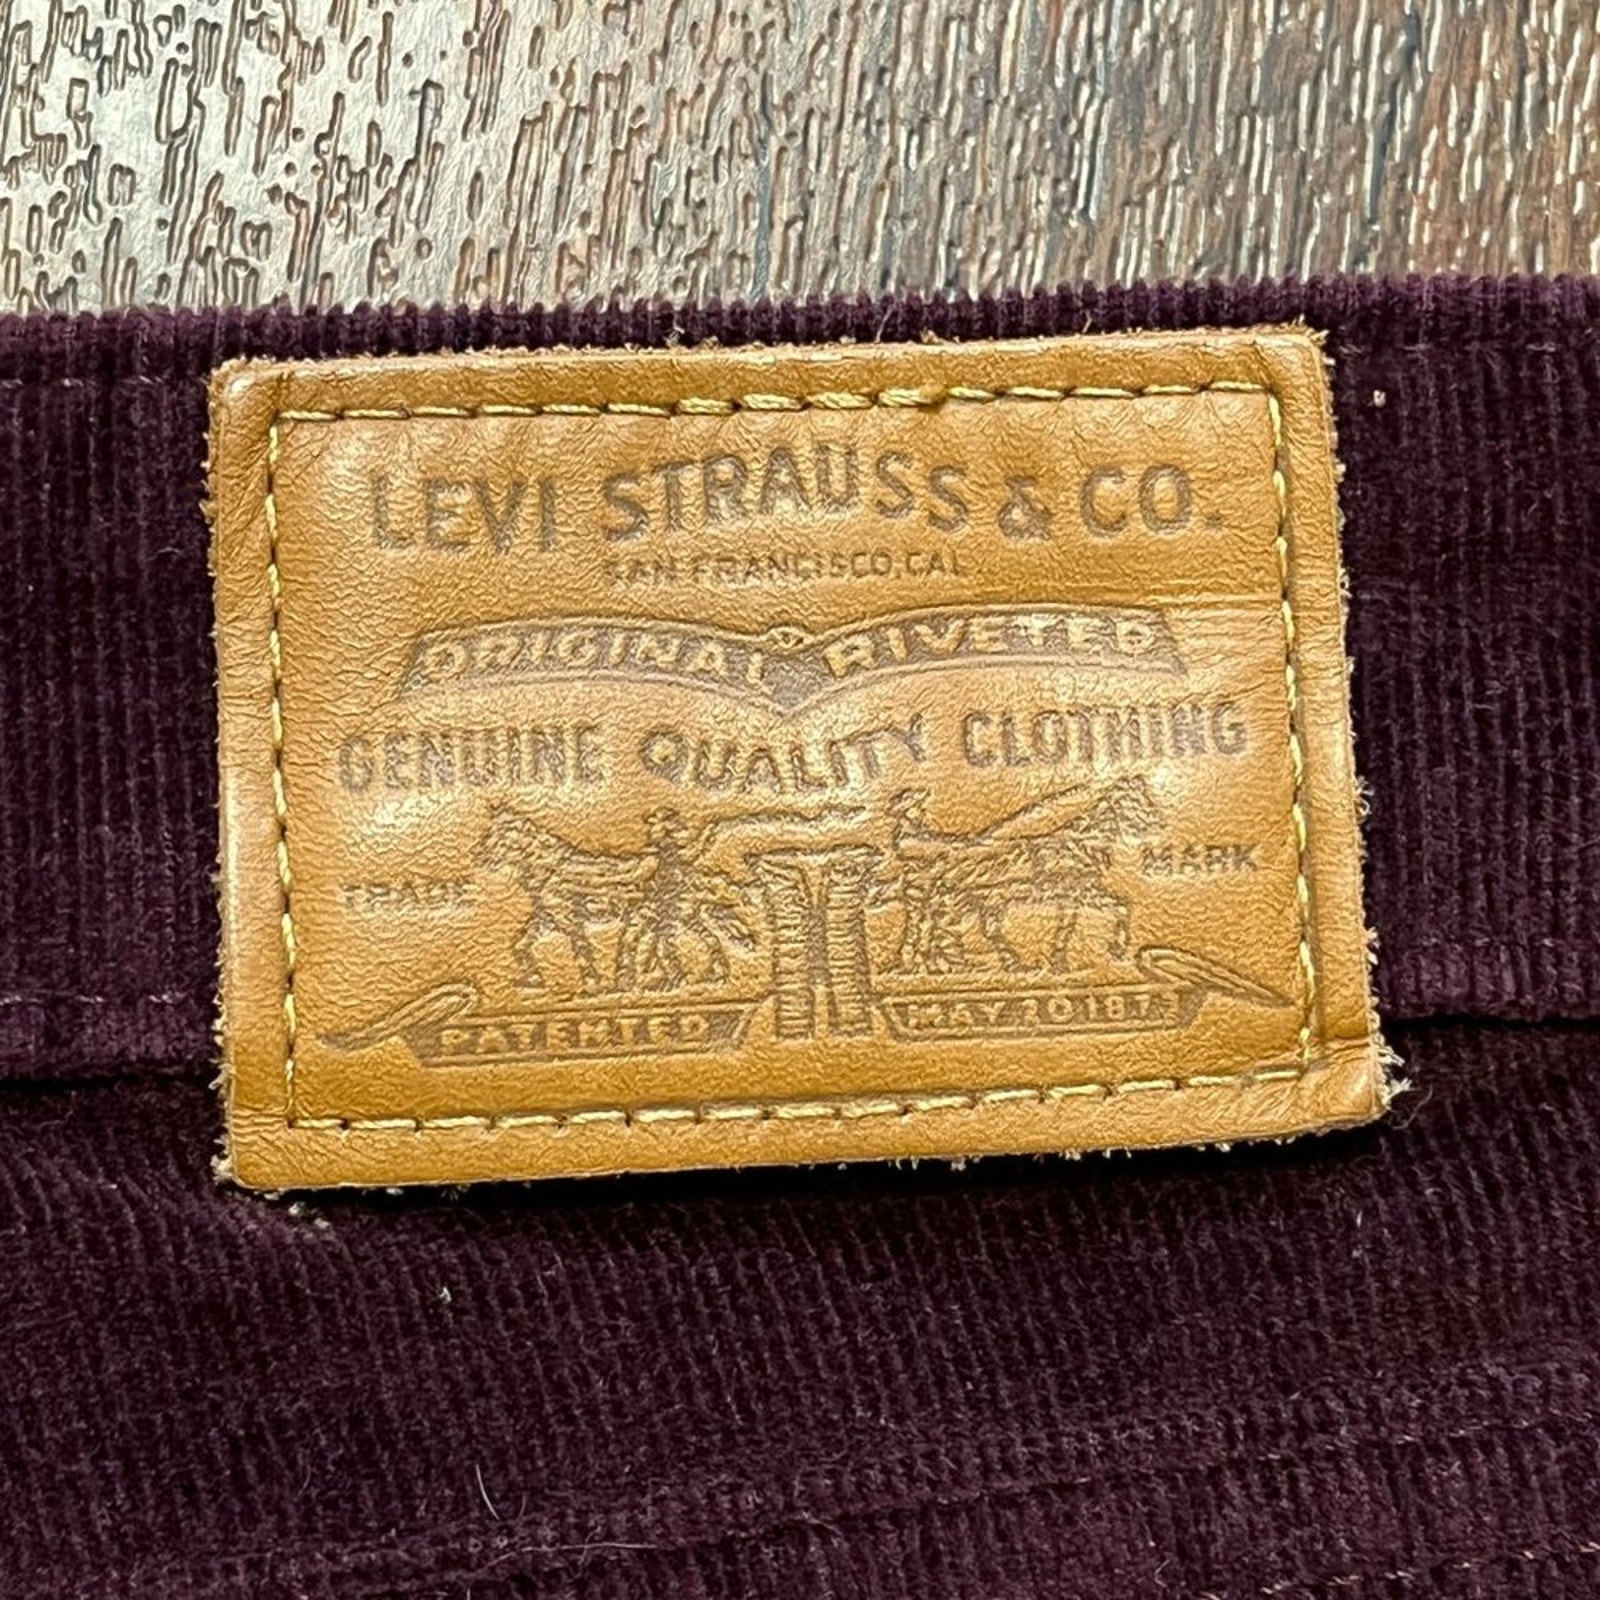 LEVI STRAUSS & CO.
SAN FRANCISCO, CAL
ORIGINAL RIVETED
GENUINE QUALITY CLOTHING
TRADE MARK
PATENTED MAY 20 1873